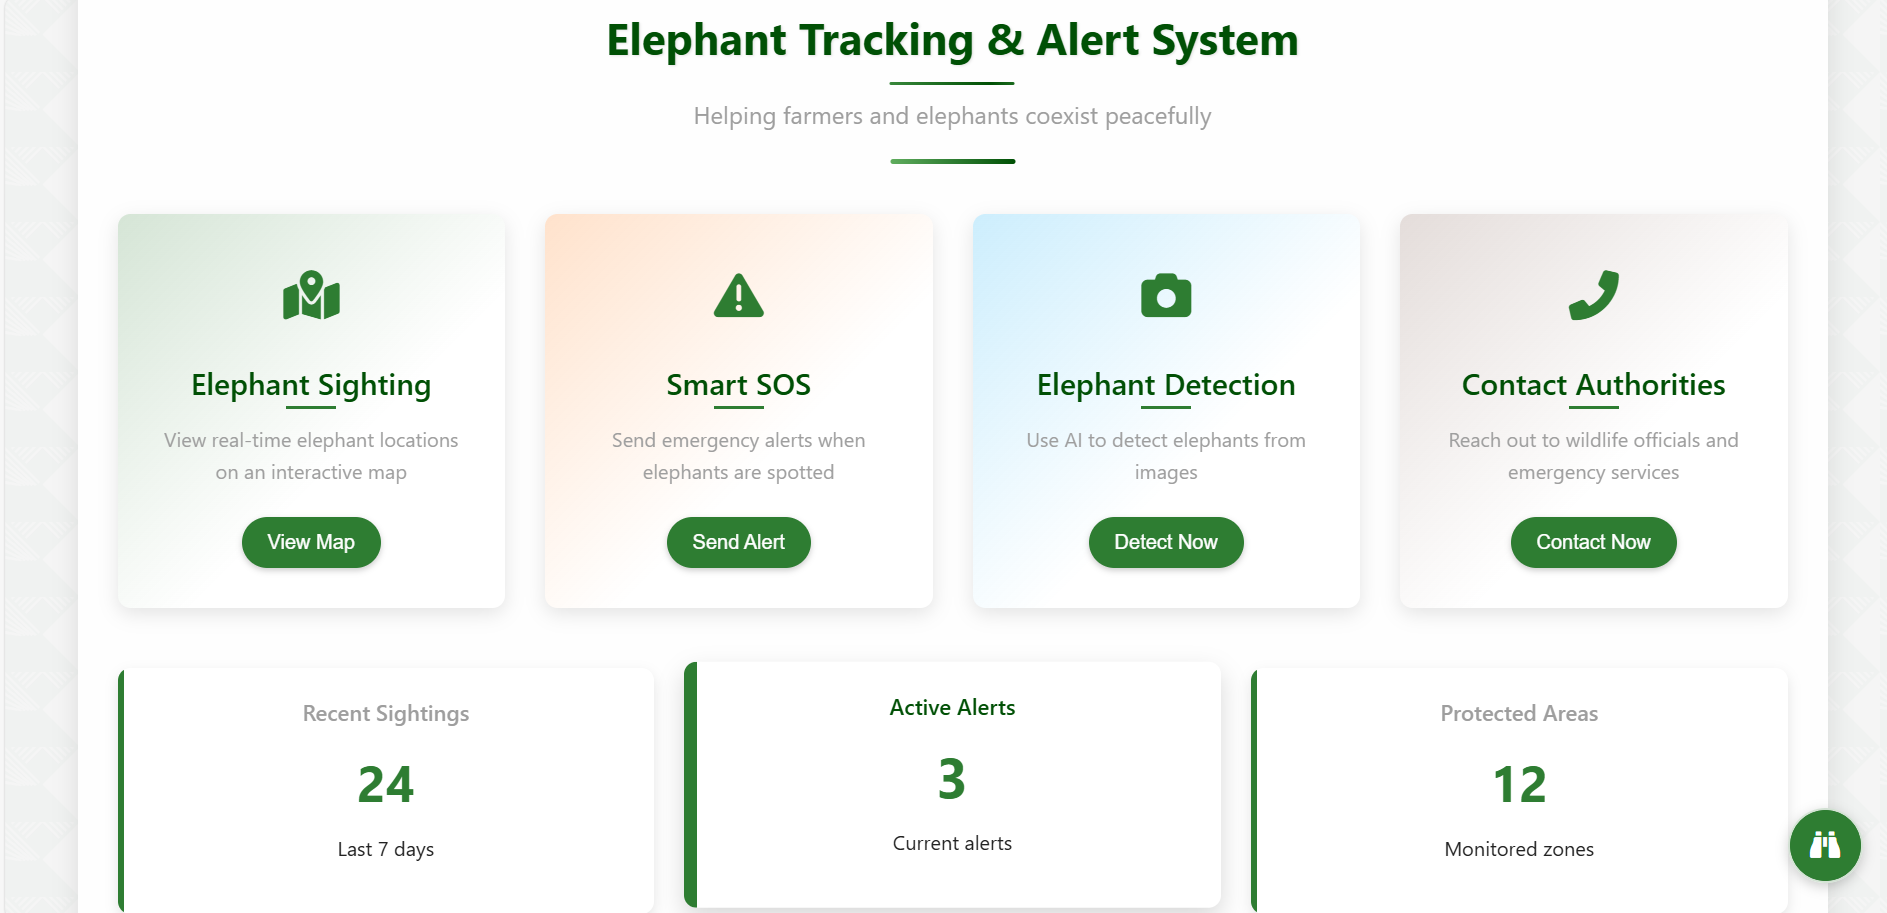 Elephant Tracking & Alert System
Helping farmers and elephants coexist peacefully
Elephant Sighting
View real-time elephant locations
on an interactive map
View Map
Smart SOS
Send emergency alerts when
elephants are spotted
Send Alert
Elephant Detection
Use AI to detect elephants from
images
Detect Now
Contact Authorities
Reach out to wildlife officials and
emergency services
Contact Now
Recent Sightings
24
Last 7 days
Active Alerts
3
Current alerts
Protected Areas
12
Monitored zones